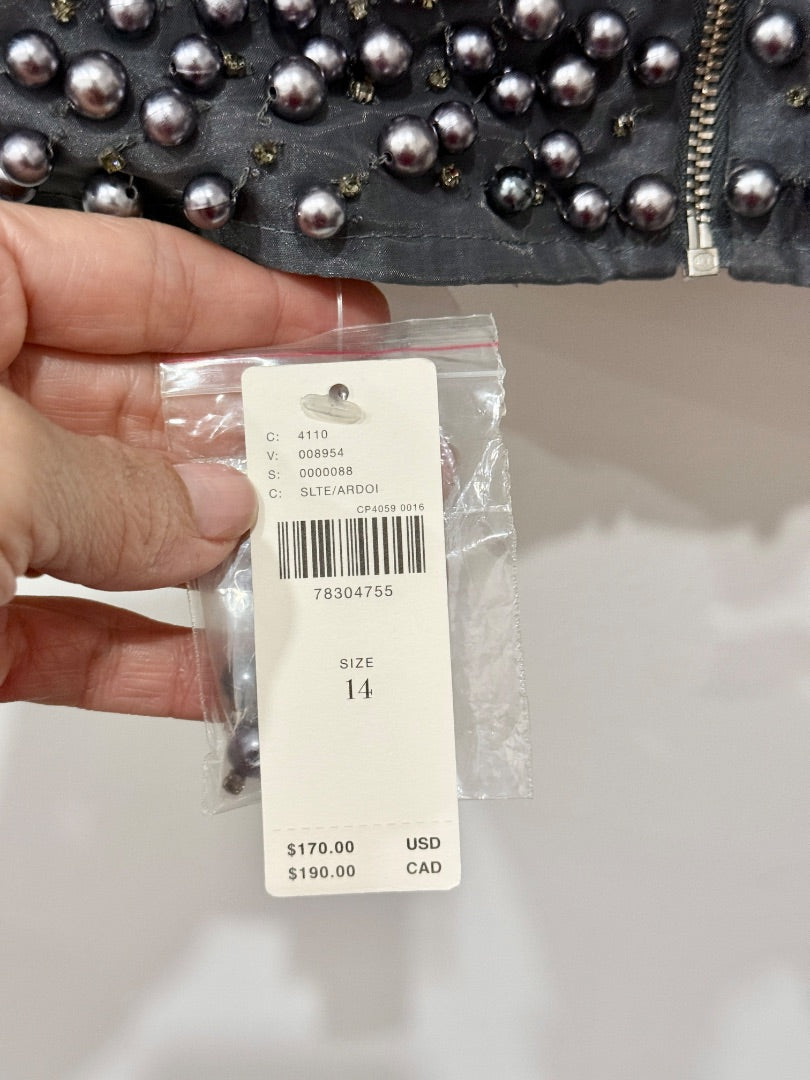 C: 4110
V: 008954
S: 0000088
C: SLTE/ARDOI
CP4059 0016
78304755
SIZE
14
$170.00 USD
$190.00 CAD